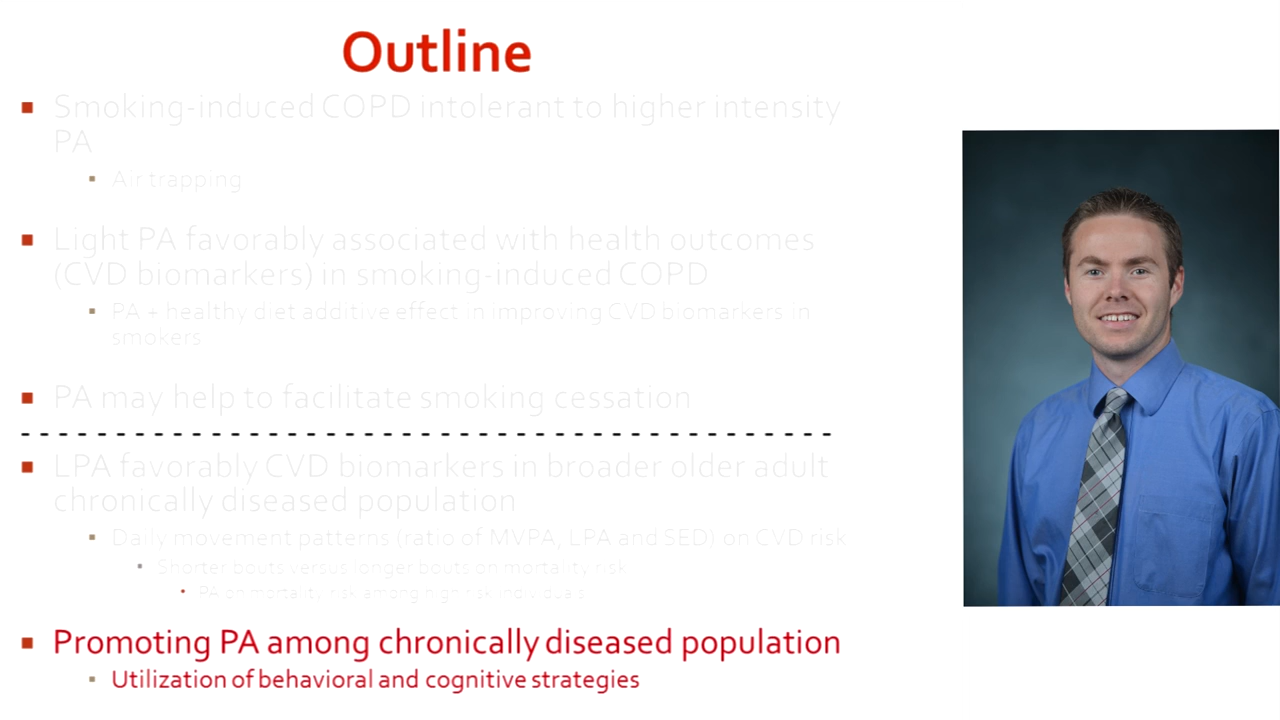 Outline
Smoking-induced COPD intolerant to higher intensity
PA
Air trapping
Light PA favorably associated with health outcomes
(CVD biomarkers) in smoking-induced COPD
PA + healthy diet additive effect in improving CVD biomarkers in
smokers
PA may help to facilitate smoking cessation
LPA favorably CVD biomarkers in broader older adult
chronically diseased population
Daily movement patterns (ratio of MVPA, LPA and SED) on CVD risk
Shorter bouts versus longer bouts on mortality risk
PA on mortality risk among high risk individuals
Promoting PA among chronically diseased population
Utilization of behavioral and cognitive strategies